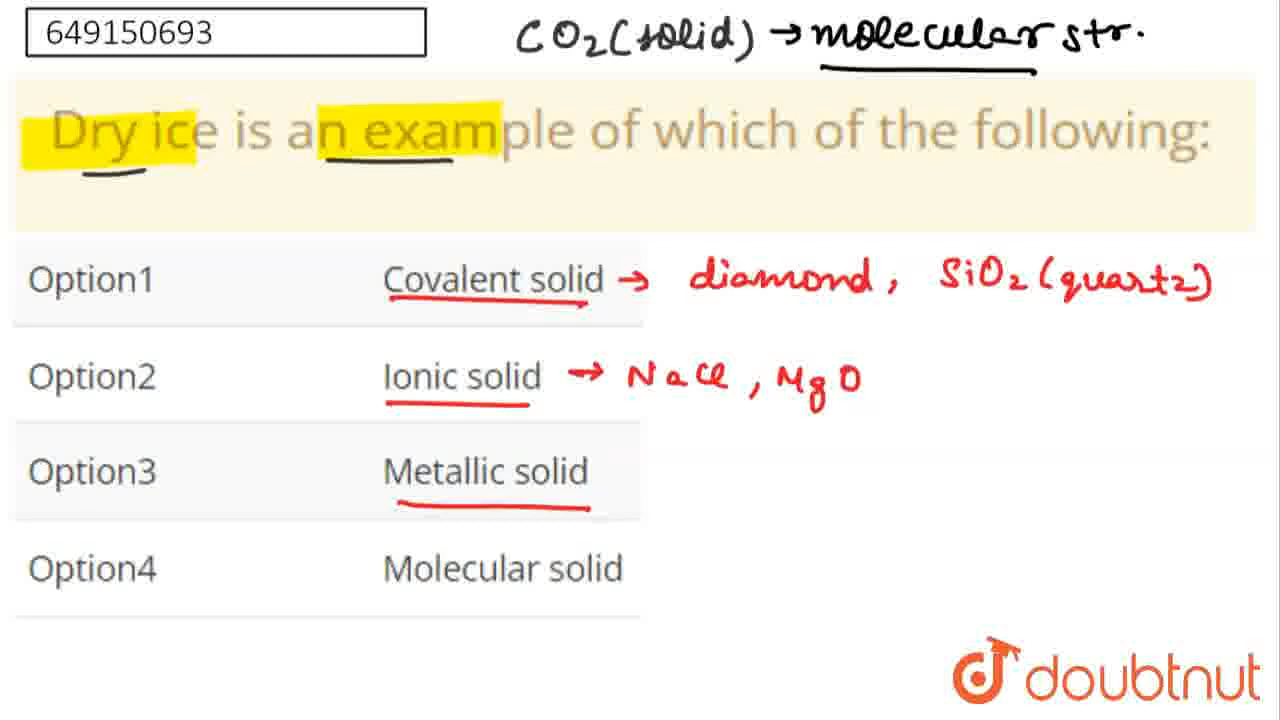 649150693
CO₂(solid) → molecular str.
Dry ice is an example of which of the following:
Option1 Covalent solid → diamond, SiO₂ (quartz)
Option2 Ionic solid → NaCl, MgO
Option3 Metallic solid
Option4 Molecular solid
doubtnut